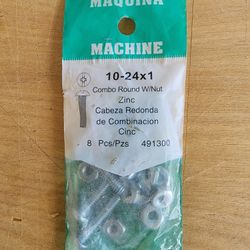 MAQUINA
MACHINE
10-24x1
Combo Round W/Nut
Zinc
Cabeza Redonda
de Combinacion
Cinc
8 Pcs/Pzs 491300